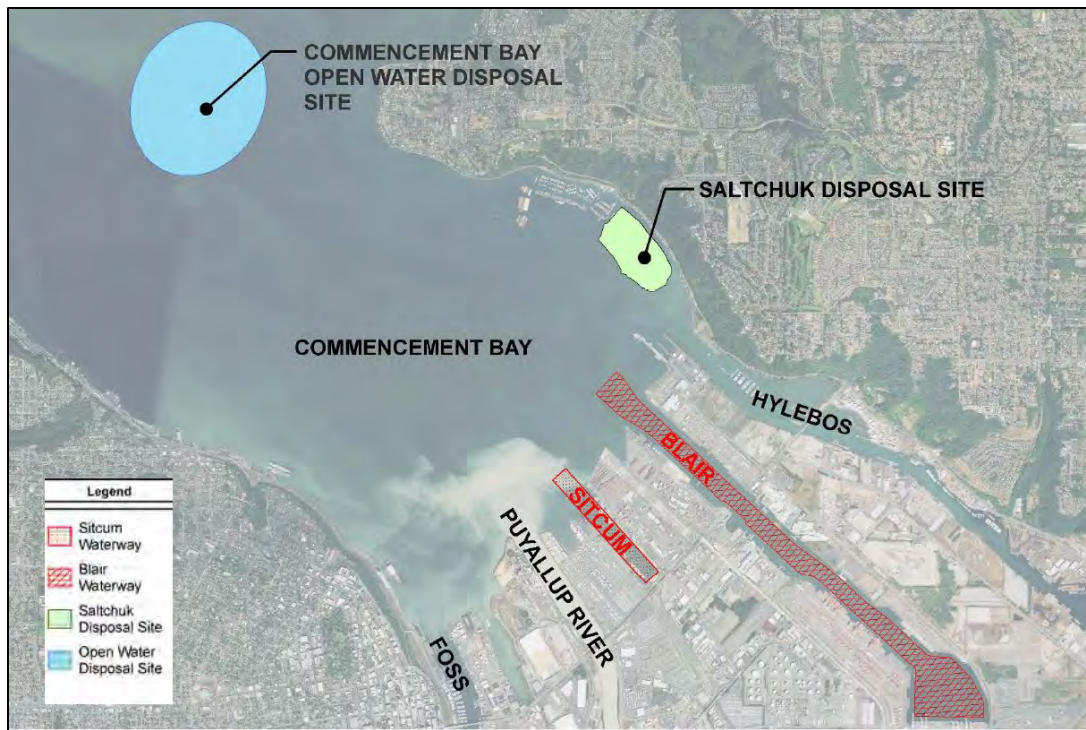 COMMENCEMENT BAY
OPEN WATER DISPOSAL
SITE
SALTCHUK DISPOSAL SITE
COMMENCEMENT BAY
HYLEBOS
BLAIR
SITCUM
PUYALLUP RIVER
FOSS
Legend
Sitcum
Waterway
Blair
Waterway
Saltchuk
Disposal Site
Open Water
Disposal Site